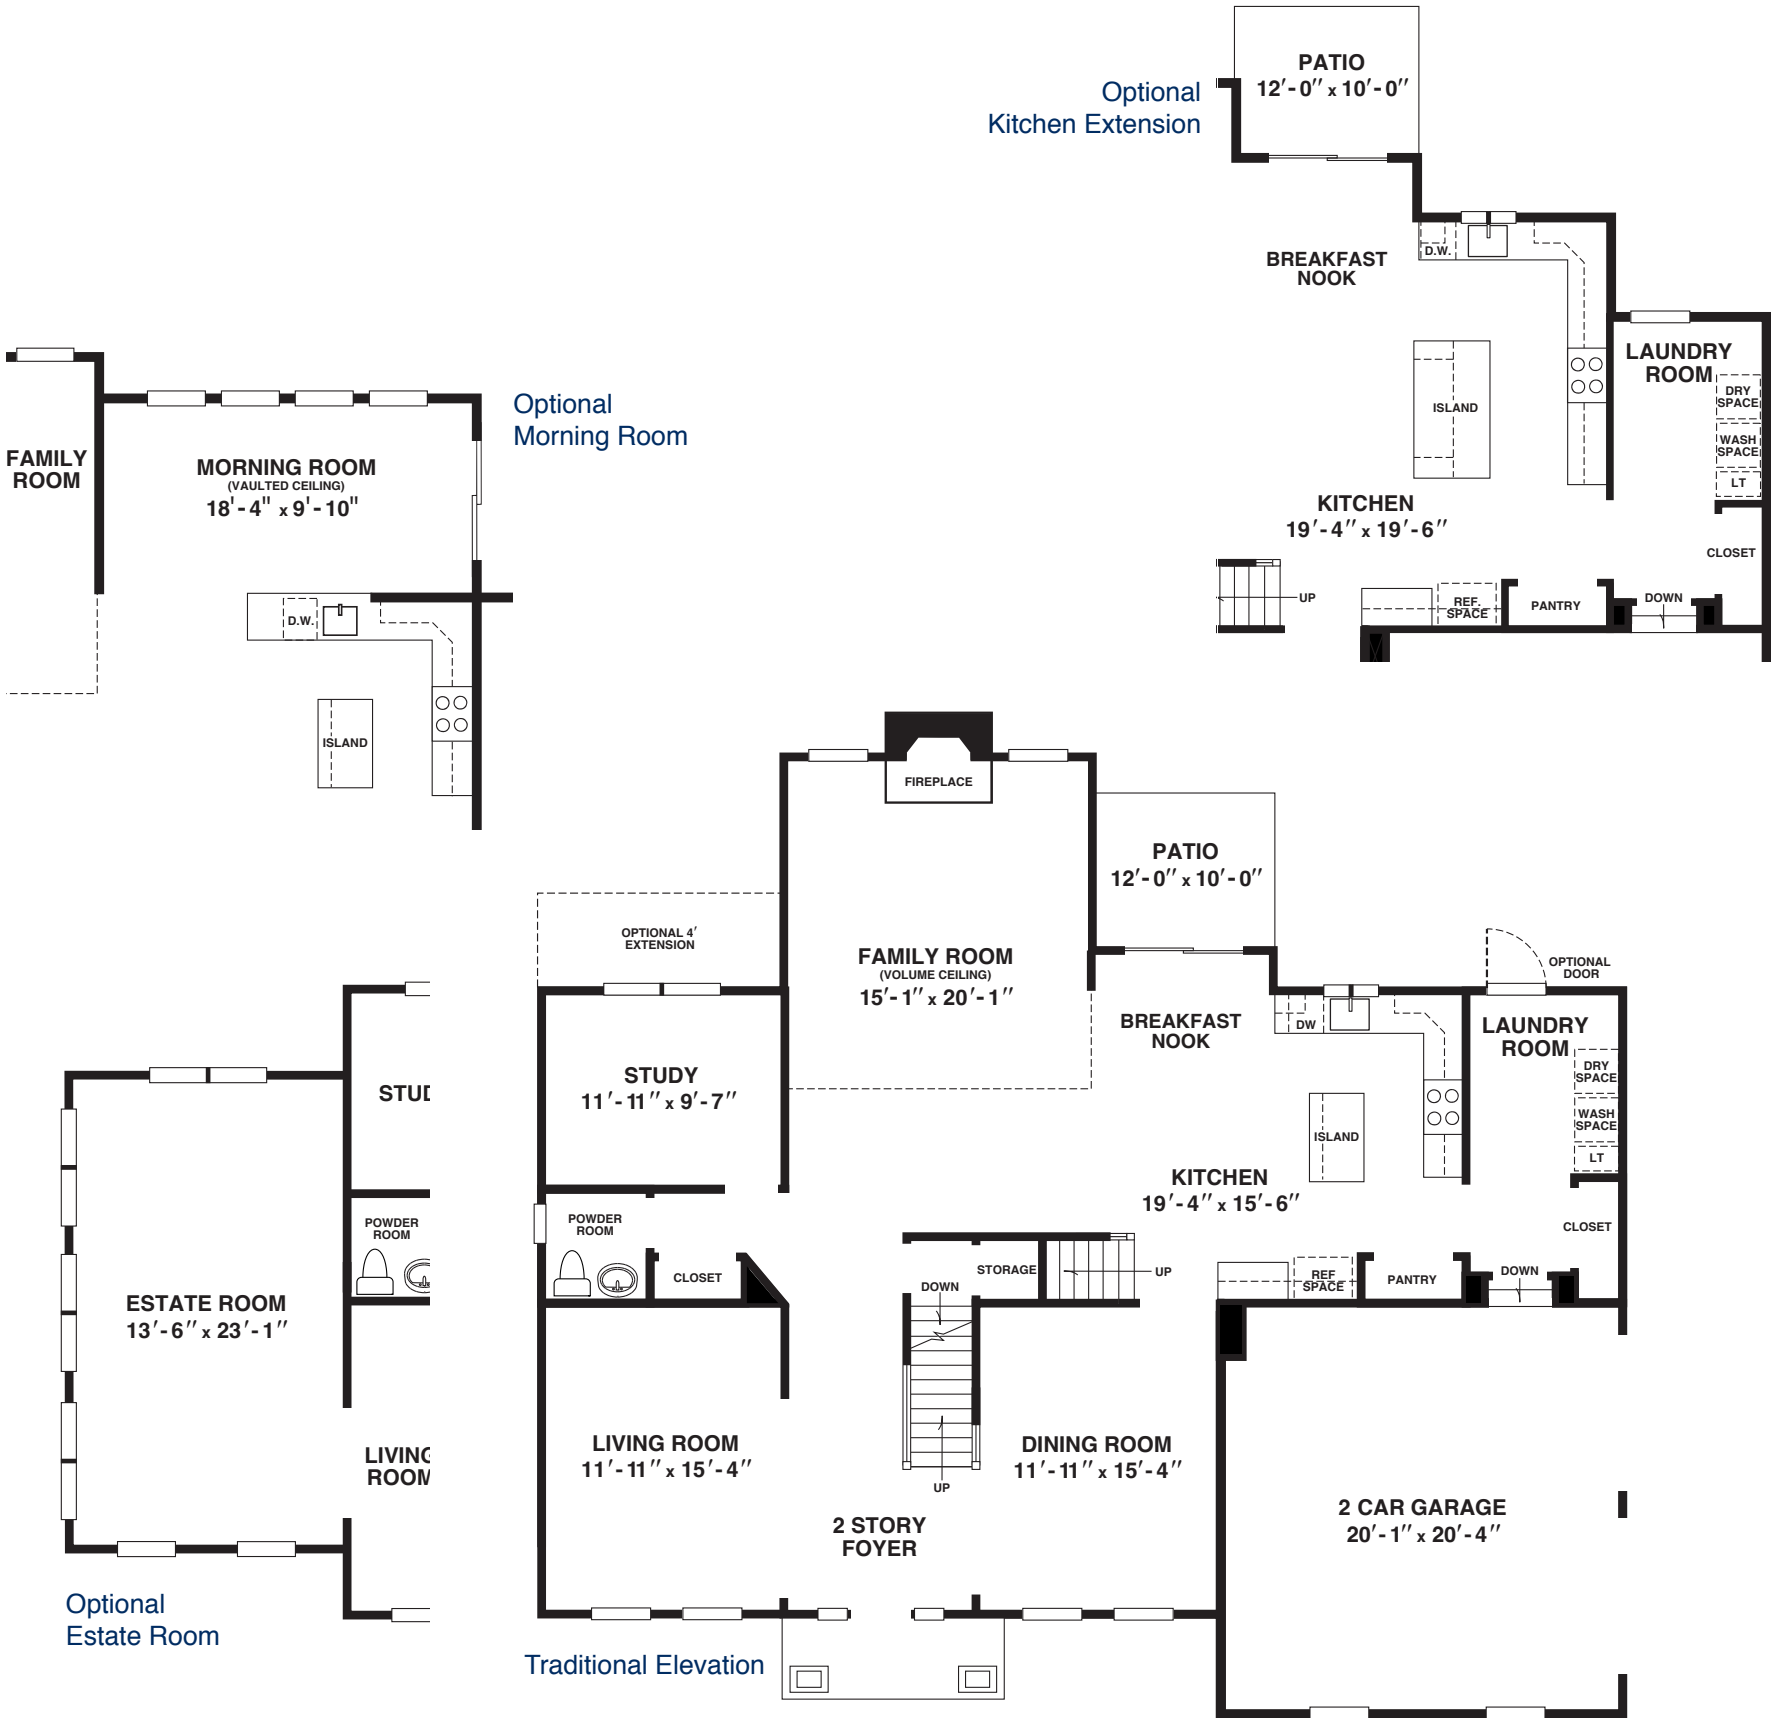 PATIO
12'-0" x 10'-0"
Optional
Kitchen Extension
BREAKFAST
NOOK
D.W.
LAUNDRY
ROOM
DRY
SPACE
WASH
SPACE
LT
ISLAND
KITCHEN
19'-4" x 19'-6"
CLOSET
UP
REF.
SPACE
PANTRY
DOWN
Optional
Morning Room
FAMILY
ROOM
MORNING ROOM
(VAULTED CEILING)
18'-4" x 9'-10"
D.W.
ISLAND
FIREPLACE
PATIO
12'-0" x 10'-0"
OPTIONAL 4'
EXTENSION
FAMILY ROOM
(VOLUME CEILING)
15'-1" x 20'-1"
OPTIONAL
DOOR
BREAKFAST
NOOK
DW
LAUNDRY
ROOM
DRY
SPACE
WASH
SPACE
LT
STUDY
11'-11" x 9'-7"
ISLAND
KITCHEN
19'-4" x 15'-6"
CLOSET
POWDER
ROOM
CLOSET
STORAGE
UP
DOWN
REF
SPACE
PANTRY
DOWN
LIVING ROOM
11'-11" x 15'-4"
UP
DINING ROOM
11'-11" x 15'-4"
2 STORY
FOYER
2 CAR GARAGE
20'-1" x 20'-4"
Traditional Elevation
STUD
POWDER
ROOM
ESTATE ROOM
13'-6" x 23'-1"
LIVING
ROOM
Optional
Estate Room